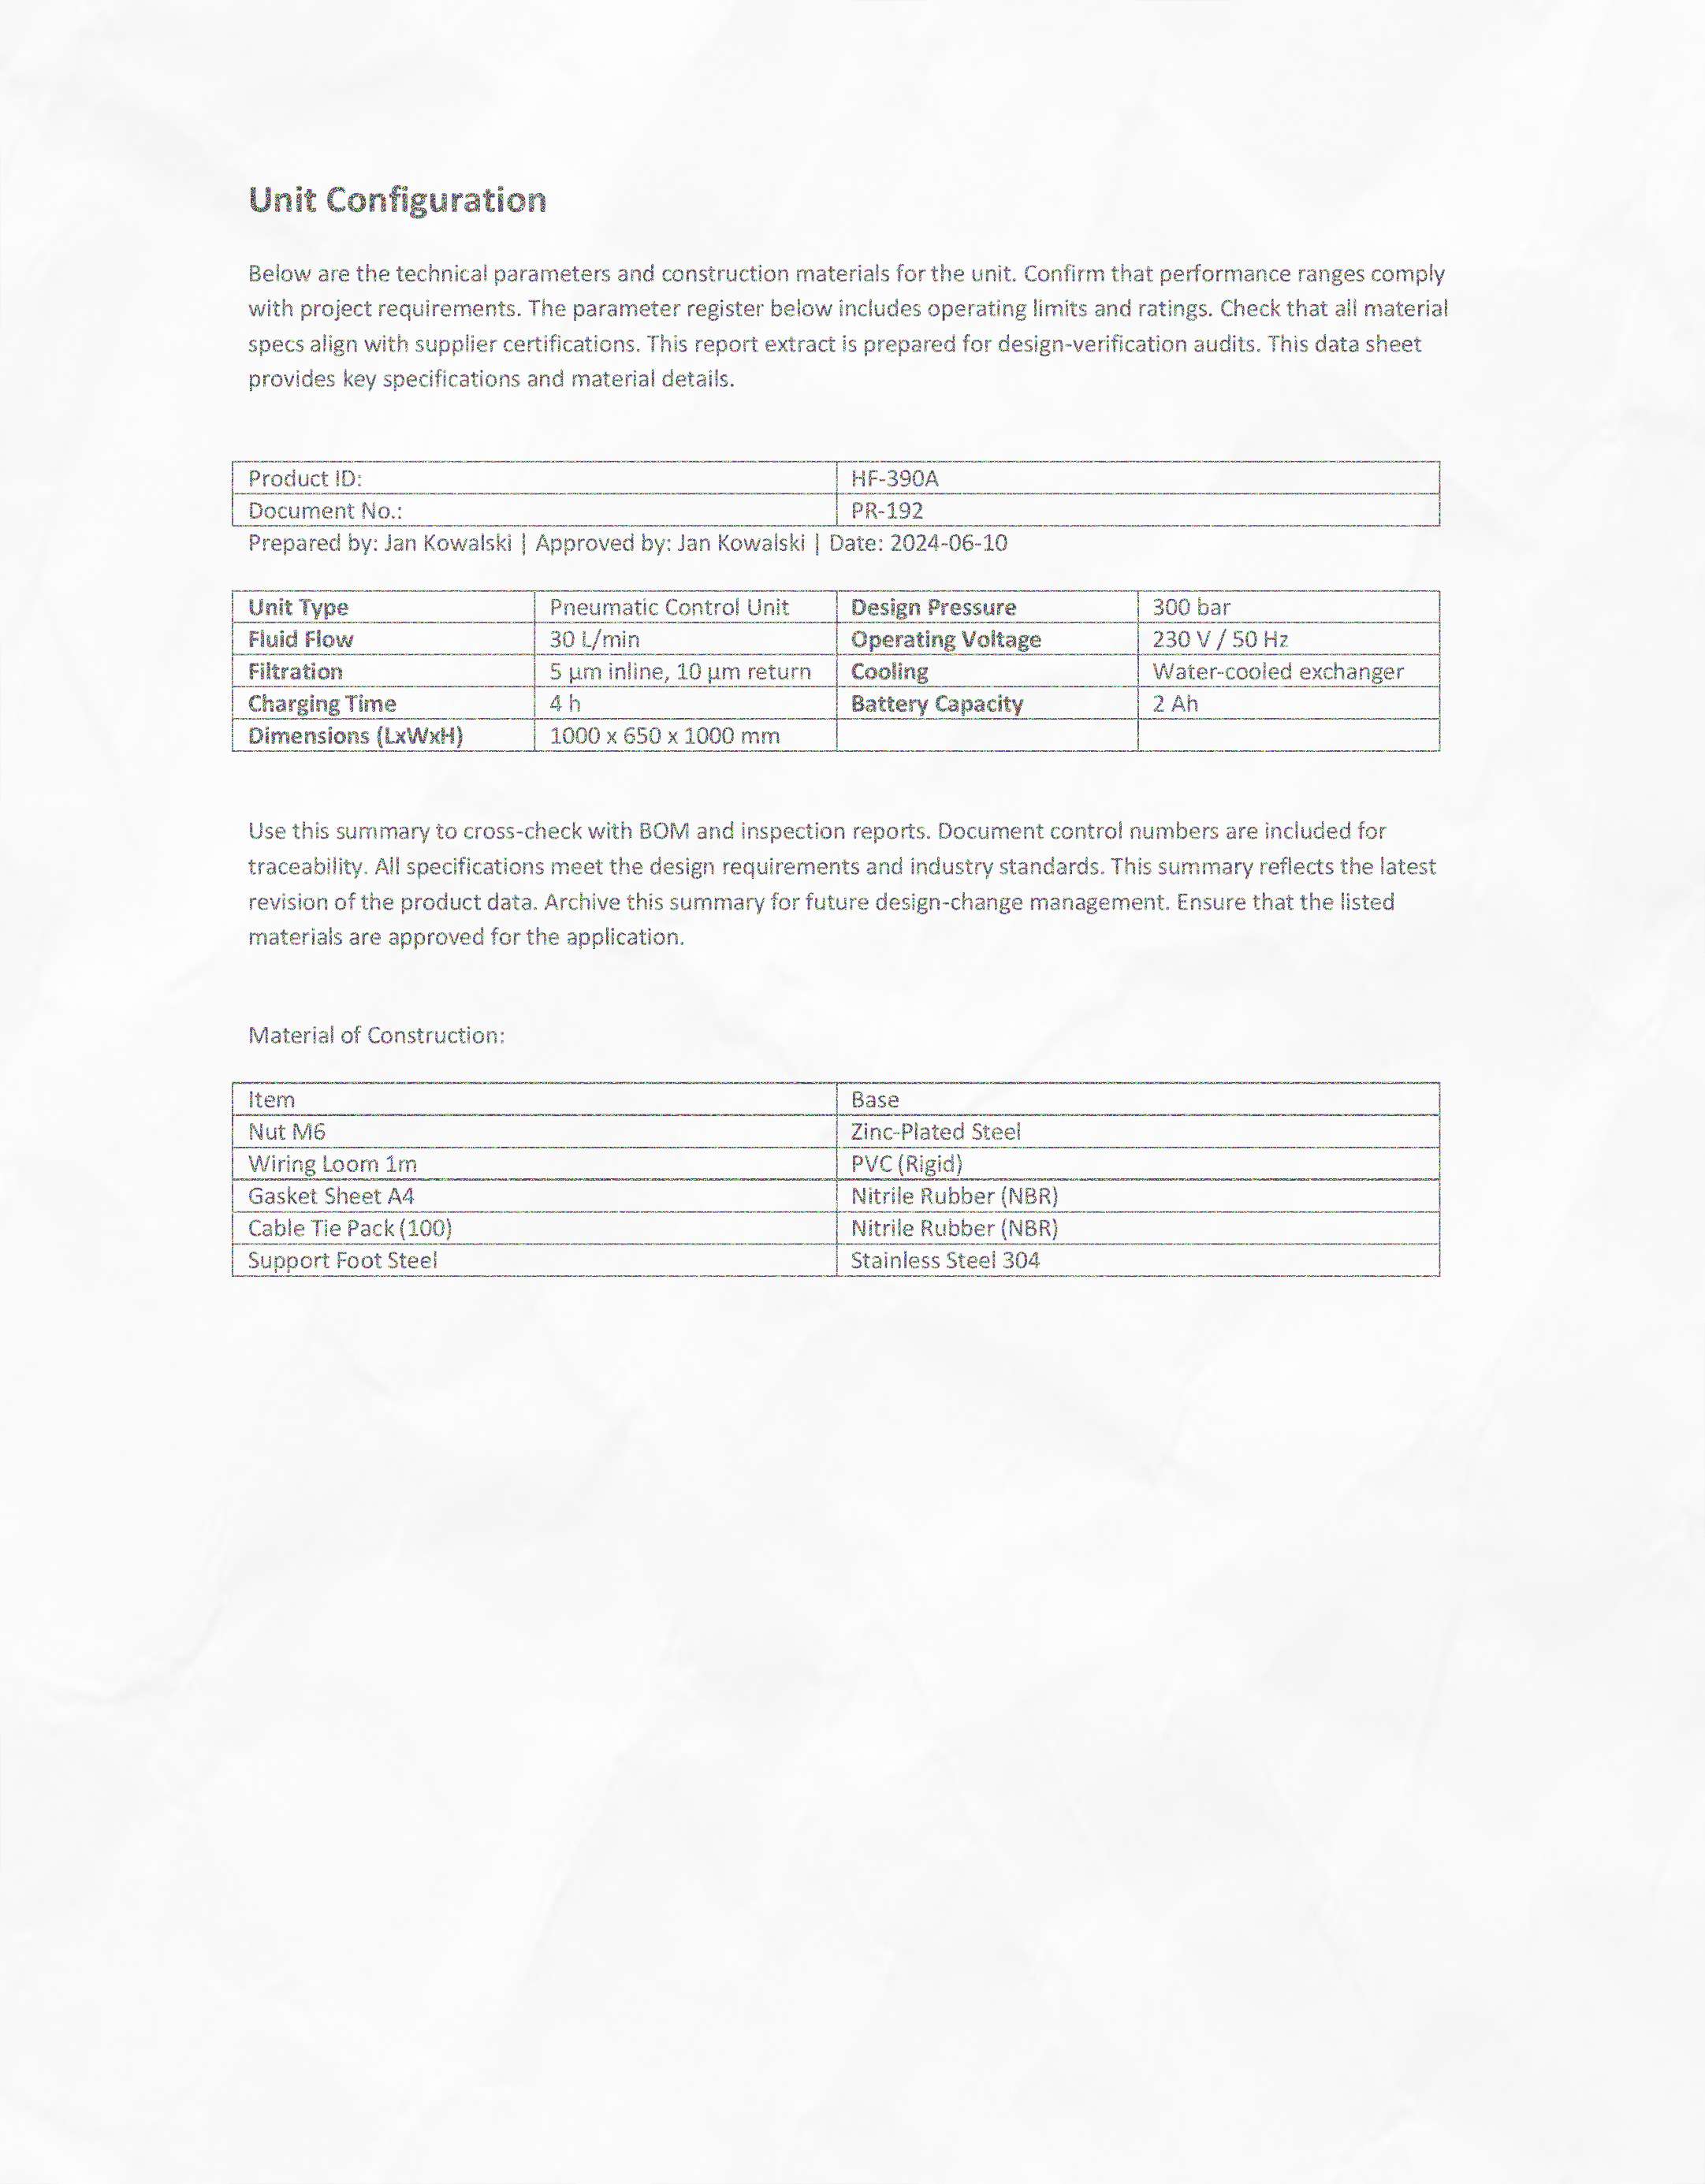 Unit Configuration
Below are the technical parameters and construction materials for the unit. Confirm that performance ranges comply
with project requirements. The parameter register below includes operating limits and ratings. Check that all material
specs align with supplier certifications. This report extract is prepared for design-verification audits. This data sheet
provides key specifications and material details.
Product ID: HF-390A
Document No.: PR-192
Prepared by: Jan Kowalski | Approved by: Jan Kowalski | Date: 2024-06-10
Unit Type Pneumatic Control Unit Design Pressure 300 bar
Fluid Flow 30 L/min Operating Voltage 230 V / 50 Hz
Filtration 5 µm inline, 10 µm return Cooling Water-cooled exchanger
Charging Time 4 h Battery Capacity 2 Ah
Dimensions (LxWxH) 1000 x 650 x 1000 mm
Use this summary to cross-check with BOM and inspection reports. Document control numbers are included for
traceability. All specifications meet the design requirements and industry standards. This summary reflects the latest
revision of the product data. Archive this summary for future design-change management. Ensure that the listed
materials are approved for the application.
Material of Construction:
Item Base
Nut M6 Zinc-Plated Steel
Wiring Loom 1m PVC (Rigid)
Gasket Sheet A4 Nitrile Rubber (NBR)
Cable Tie Pack (100) Nitrile Rubber (NBR)
Support Foot Steel Stainless Steel 304